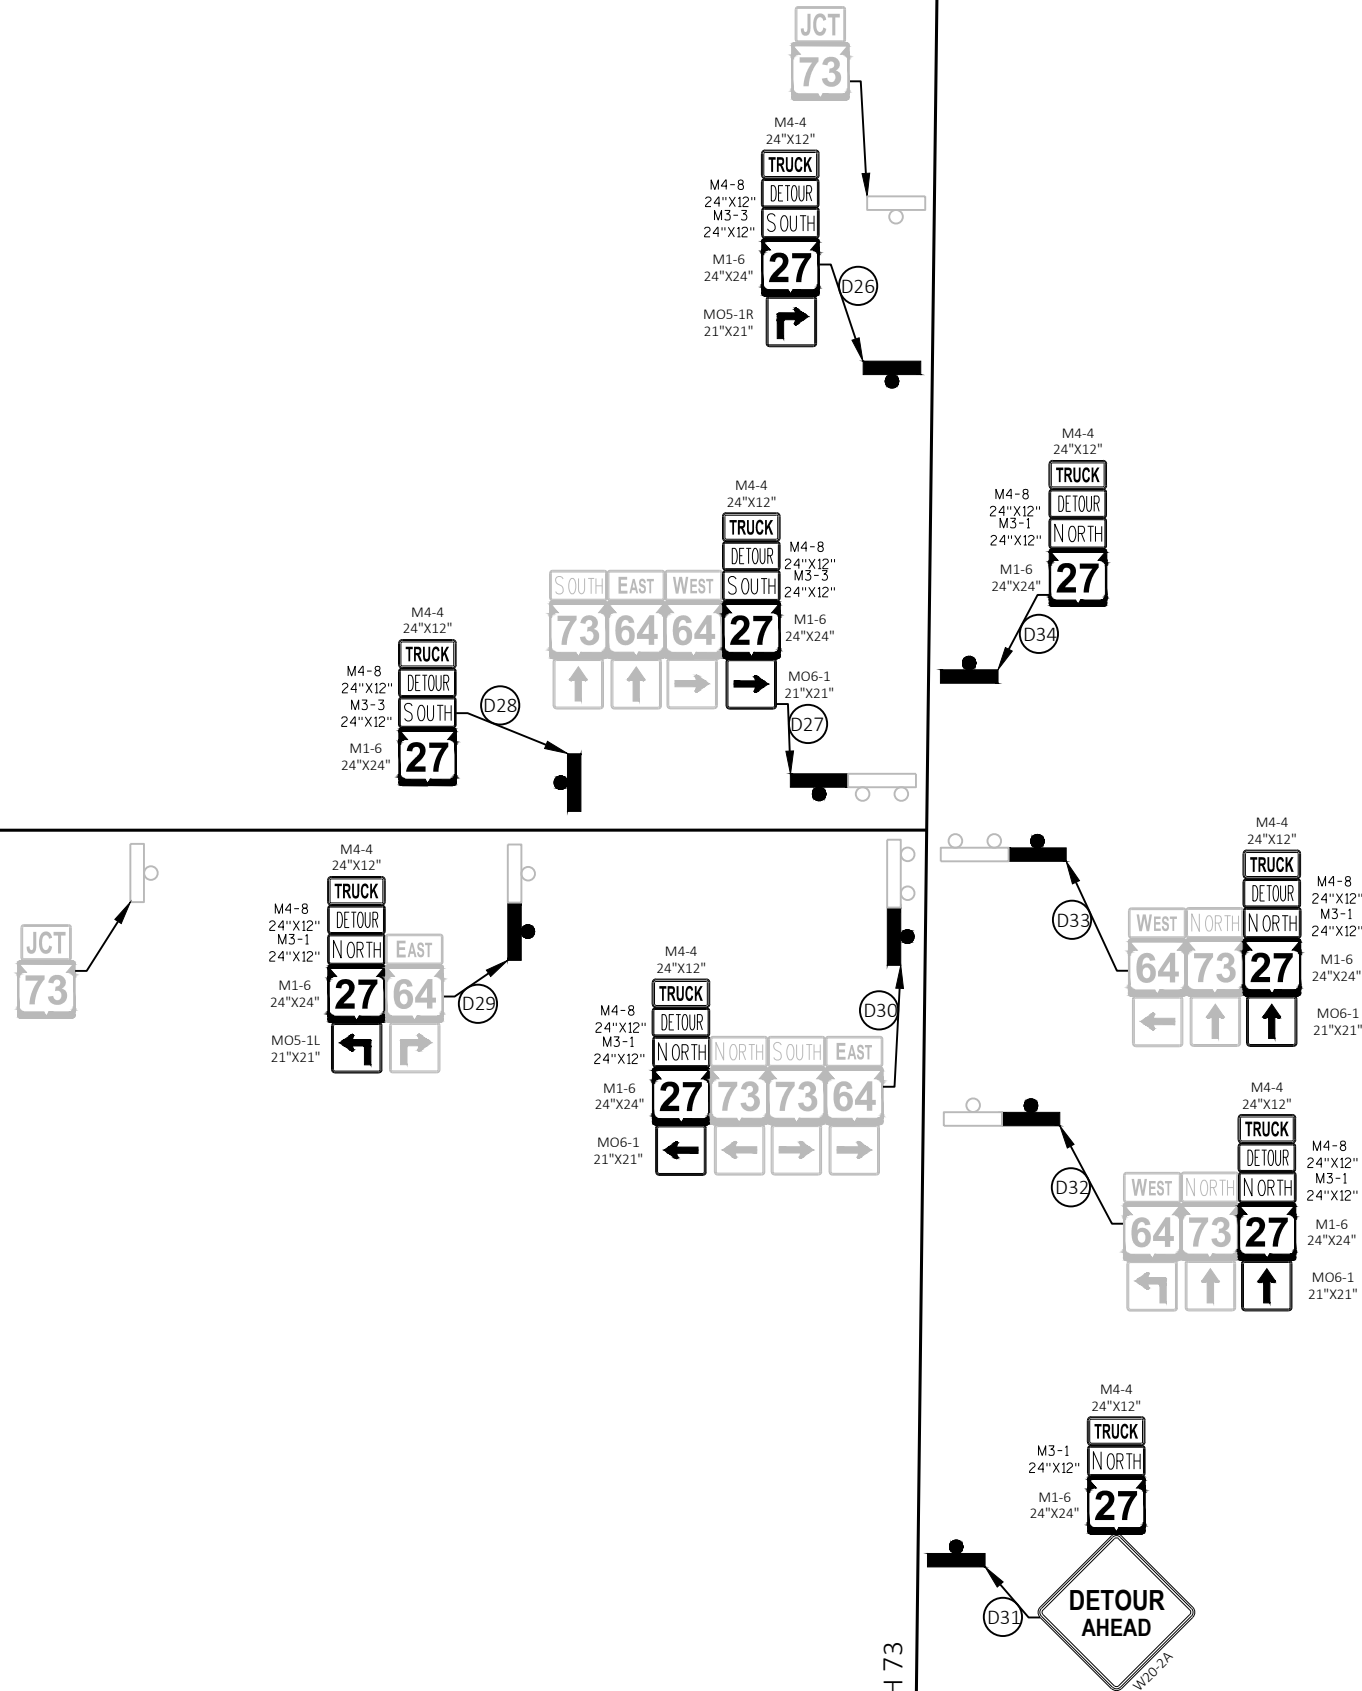 JCT
73
M4-4
24"X12"
TRUCK
M4-8
24"X12"
DETOUR
M3-3
24"X12"
SOUTH
M1-6
24"X24"
27
MO5-1R
21"X21"
D26
M4-4
24"X12"
TRUCK
M4-8
24"X12"
DETOUR
M3-1
24"X12"
NORTH
M1-6
24"X24"
27
D34
M4-4
24"X12"
TRUCK
DETOUR
M4-8
24"X12"
M3-3
24"X12"
SOUTH EAST WEST SOUTH
73 64 64 27
M1-6
24"X24"
MO6-1
21"X21"
D27
M4-4
24"X12"
TRUCK
M4-8
24"X12"
DETOUR
M3-3
24"X12"
SOUTH
M1-6
24"X24"
27
D28
JCT
73
M4-4
24"X12"
TRUCK
M4-8
24"X12"
DETOUR
M3-1
24"X12"
NORTH EAST
M1-6
24"X24"
27 64
MO5-1L
21"X21"
D29
M4-4
24"X12"
TRUCK
M4-8
24"X12"
DETOUR
M3-1
24"X12"
NORTH NORTH SOUTH EAST
M1-6
24"X24"
27 73 73 64
MO6-1
21"X21"
D30
M4-4
24"X12"
TRUCK
DETOUR
M4-8
24"X12"
M3-1
24"X12"
WEST NORTH NORTH
64 73 27
M1-6
24"X24"
MO6-1
21"X21"
D33
M4-4
24"X12"
TRUCK
DETOUR
M4-8
24"X12"
M3-1
24"X12"
WEST NORTH NORTH
64 73 27
M1-6
24"X24"
MO6-1
21"X21"
D32
M4-4
24"X12"
TRUCK
M3-1
24"X12"
NORTH
M1-6
24"X24"
27
DETOUR
AHEAD
W20-2A
D31
H 73